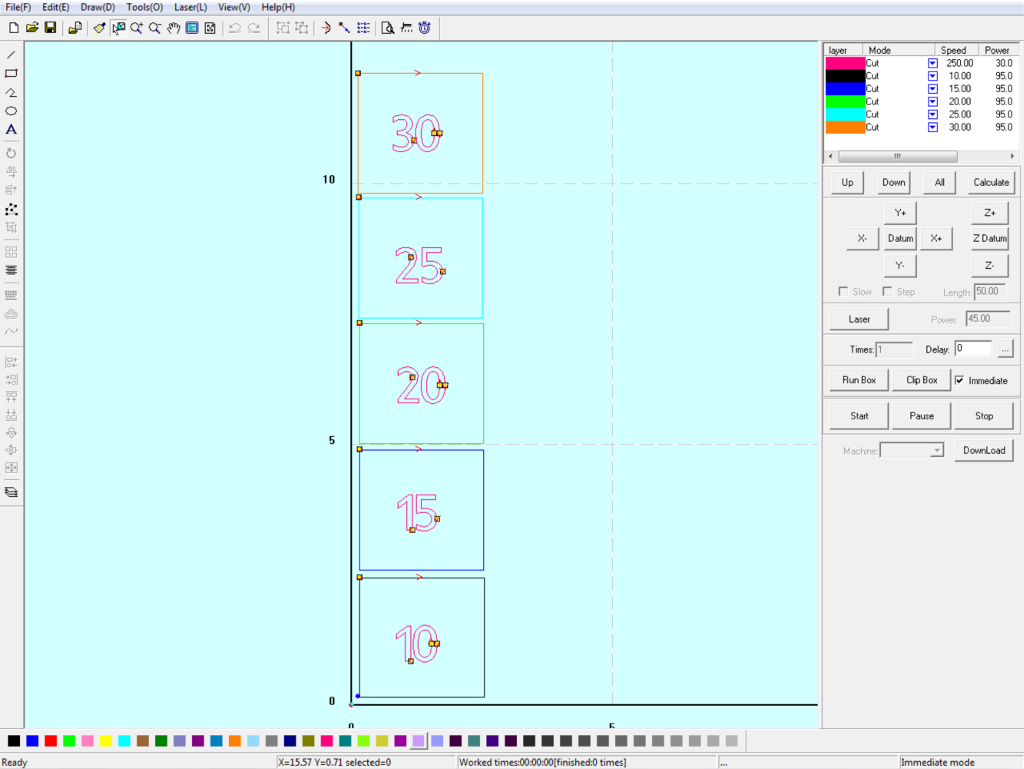 File(F) Edit(E) Draw(D) Tools(O) Laser(L) View(V) Help(H)
layer Mode Speed Power
Cut 250.00 30.0
Cut 10.00 95.0
Cut 15.00 95.0
Cut 20.00 95.0
Cut 25.00 95.0
Cut 30.00 95.0
Up Down All Calculate
Y+ Z+
X- Datum X+ Z Datum
Y- Z-
Slow Step Length: 50.00
Laser Power: 45.00
Times: 1 Delay: 0 ...
Run Box Clip Box Immediate
Start Pause Stop
Machine: DownLoad
30
10
25
20
5
15
10
0
0 5
Ready X=15.57 Y=0.71 selected=0 Worked times:00:00:00[finished:0 times] ... Immediate mode